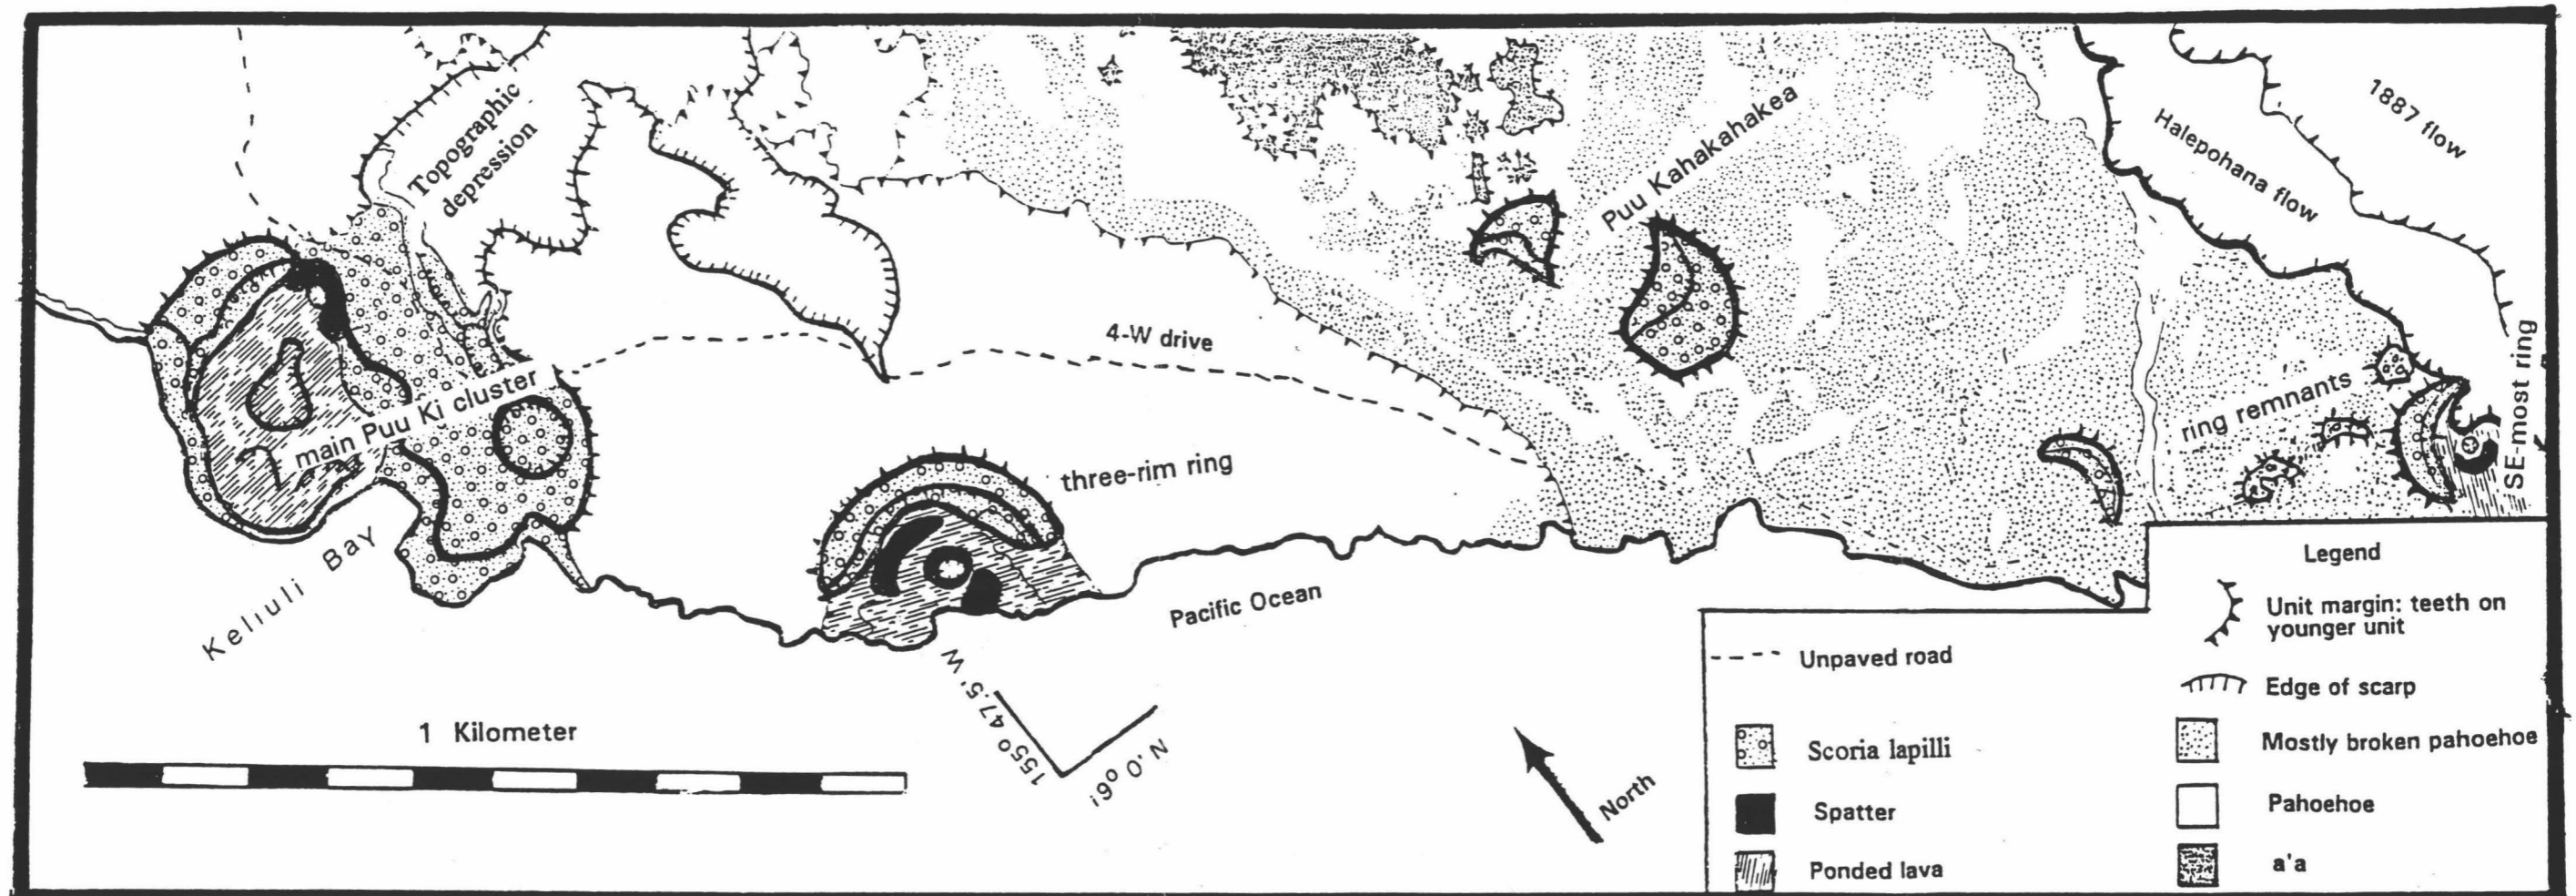 Topographic
depression
1887 flow
Halepohana flow
Puu Kahakahakea
4-W drive
main Puu Ki cluster
three-rim ring
ring remnants
SE-most ring
Keliuli Bay
Pacific Ocean
155° 47.5' W
19° 0' N
1 Kilometer
North
Legend
Unit margin: teeth on
younger unit
Unpaved road
Edge of scarp
Scoria lapilli
Mostly broken pahoehoe
Spatter
Pahoehoe
Ponded lava
a'a